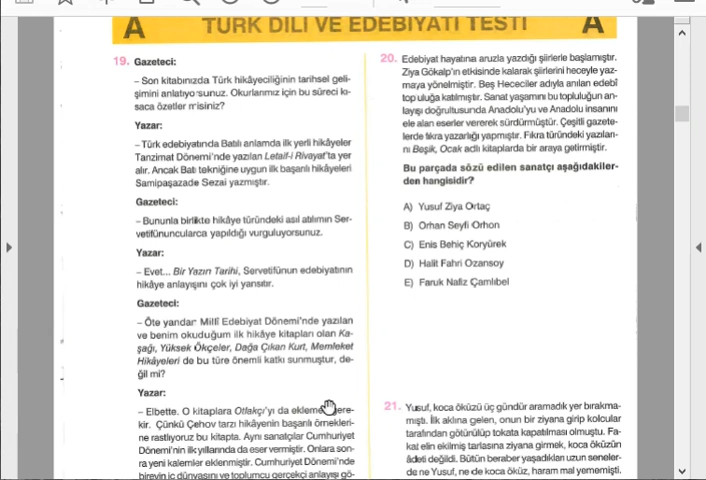 A TÜRK DİLİ VE EDEBİYATI TESTİ A
19. Gazeteci:
– Son kitabınızda Türk hikâyeciliğinin tarihsel geli-
şimini anlatıyorsunuz. Okurlarımız için bu süreci kı-
saca özetler misiniz?
Yazar:
– Türk edebiyatında Batılı anlamda ilk yerli hikâyeler
Tanzimat Dönemi'nde yazılan Letaif-i Rivayat'ta yer
alır. Ancak Batı tekniğine uygun ilk başarılı hikâyeleri
Samipaşazade Sezai yazmıştır.
Gazeteci:
– Bununla birlikte hikâye türündeki asıl atılımın Ser-
vetifünuncularca yapıldığı vurguluyorsunuz.
Yazar:
– Evet... Bir Yazın Tarihi, Servetifünun edebiyatının
hikâye anlayışını çok iyi yansıtır.
Gazeteci:
– Öte yandan Millî Edebiyat Dönemi'nde yazılan
ve benim okuduğum ilk hikâye kitapları olan Ka-
şağı, Yüksek Ökçeler, Dağa Çıkan Kurt, Memleket
Hikâyeleri de bu türe önemli katkı sunmuştur, de-
ğil mi?
Yazar:
– Elbette. O kitaplara Otlakçı'yı da eklemek gere-
kir. Çünkü Çehov tarzı hikâyenin başarılı örnekleri-
ne rastlıyoruz bu kitapta. Aynı sanatçılar Cumhuriyet
Dönemi'nin ilk yıllarında da eser vermiştir. Onlara son-
ra yeni kalemler eklenmiştir. Cumhuriyet Dönemi'nde
bireyin iç dünyasını ve toplumcu gerçekçi anlayışı gö-
20. Edebiyat hayatına aruzla yazdığı şiirlerle başlamıştır.
Ziya Gökalp'ın etkisinde kalarak şiirlerini heceyle yaz-
maya yönelmiştir. Beş Hececiler adıyla anılan edebî
topluluğa katılmıştır. Sanat yaşamını bu topluluğun an-
layışı doğrultusunda Anadolu'yu ve Anadolu insanını
ele alan eserler vererek sürdürmüştür. Çeşitli gazete-
lerde fıkra yazarlığı yapmıştır. Fıkra türündeki yazıları-
nı Beşik, Ocak adlı kitaplarda bir araya getirmiştir.
Bu parçada sözü edilen sanatçı aşağıdakiler-
den hangisidir?
A) Yusuf Ziya Ortaç
B) Orhan Seyfi Orhon
C) Enis Behiç Koryürek
D) Halit Fahri Ozansoy
E) Faruk Nafiz Çamlıbel
21. Yusuf, koca öküzü üç gündür aramadık yer bırakma-
mıştı. İlk aklına gelen, onun bir ziyana girip kolcular
tarafından götürülüp tokata kapatılması olmuştu. Fa-
kat elin ekilmiş tarlasına ziyana girmek, koca öküzün
âdeti değildi. Bütün beraber yaşadıkları uzun seneler-
de ne Yusuf, ne de koca öküz, haram mal yememişti.